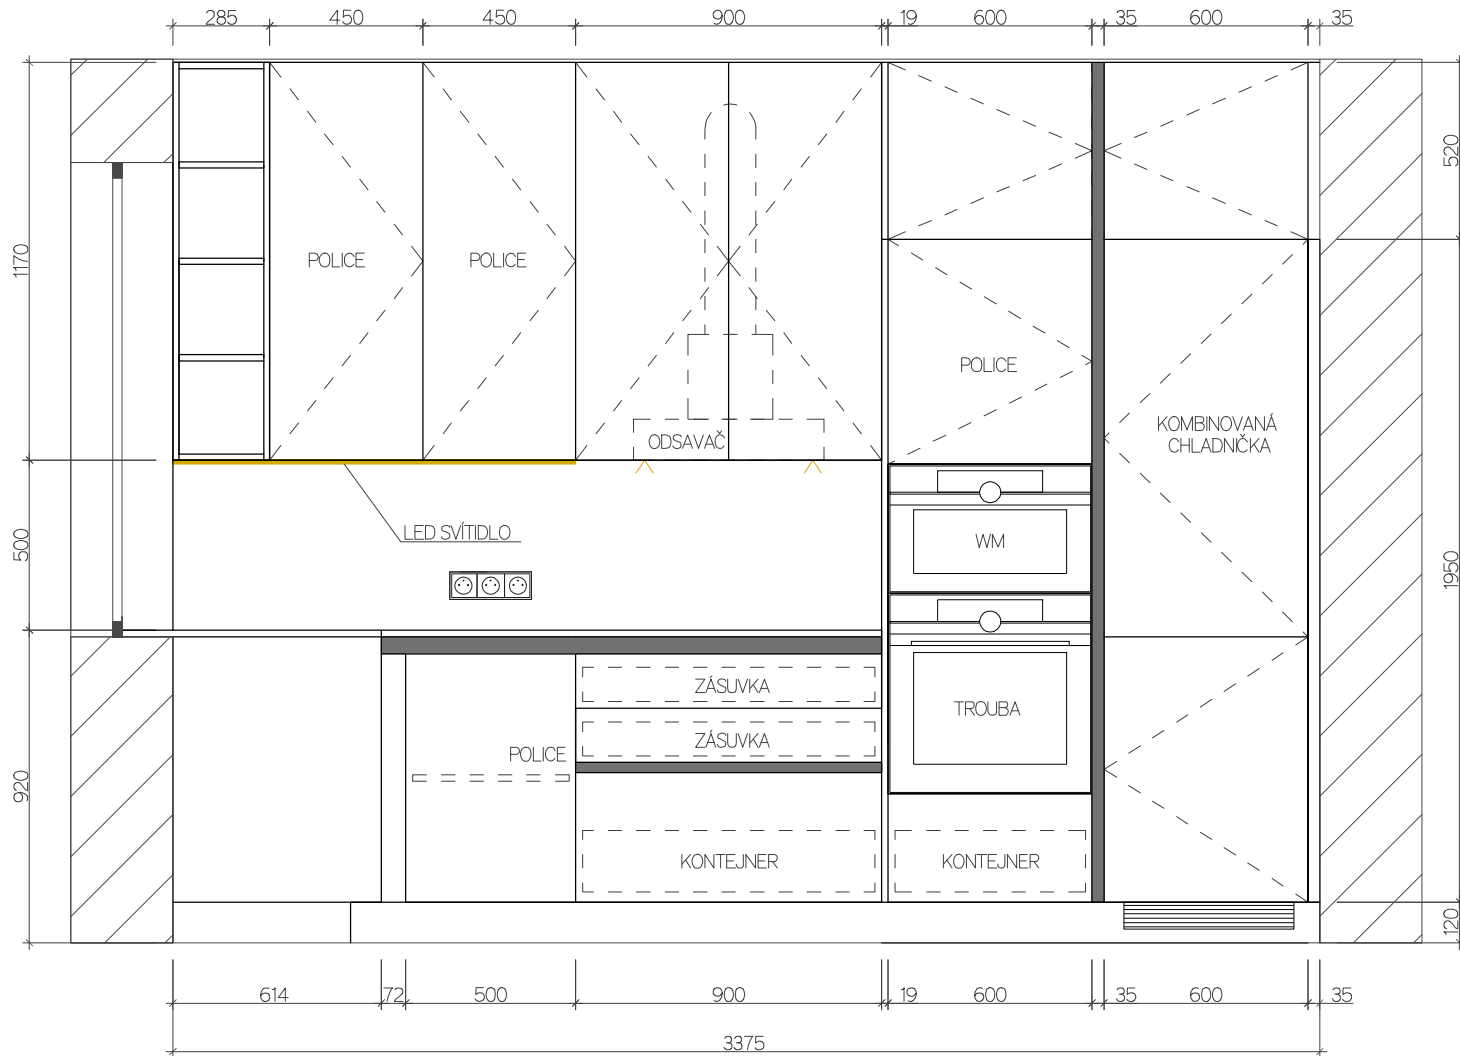 285
450
450
900
19
600
35
600
35
520
1170
POLICE
POLICE
POLICE
KOMBINOVANÁ
CHLADNIČKA
ODSAVAČ
LED SVÍTIDLO
500
WM
1950
ZÁSUVKA
TROUBA
ZÁSUVKA
POLICE
920
KONTEJNER
KONTEJNER
120
614
72
500
900
19
600
35
600
35
3375